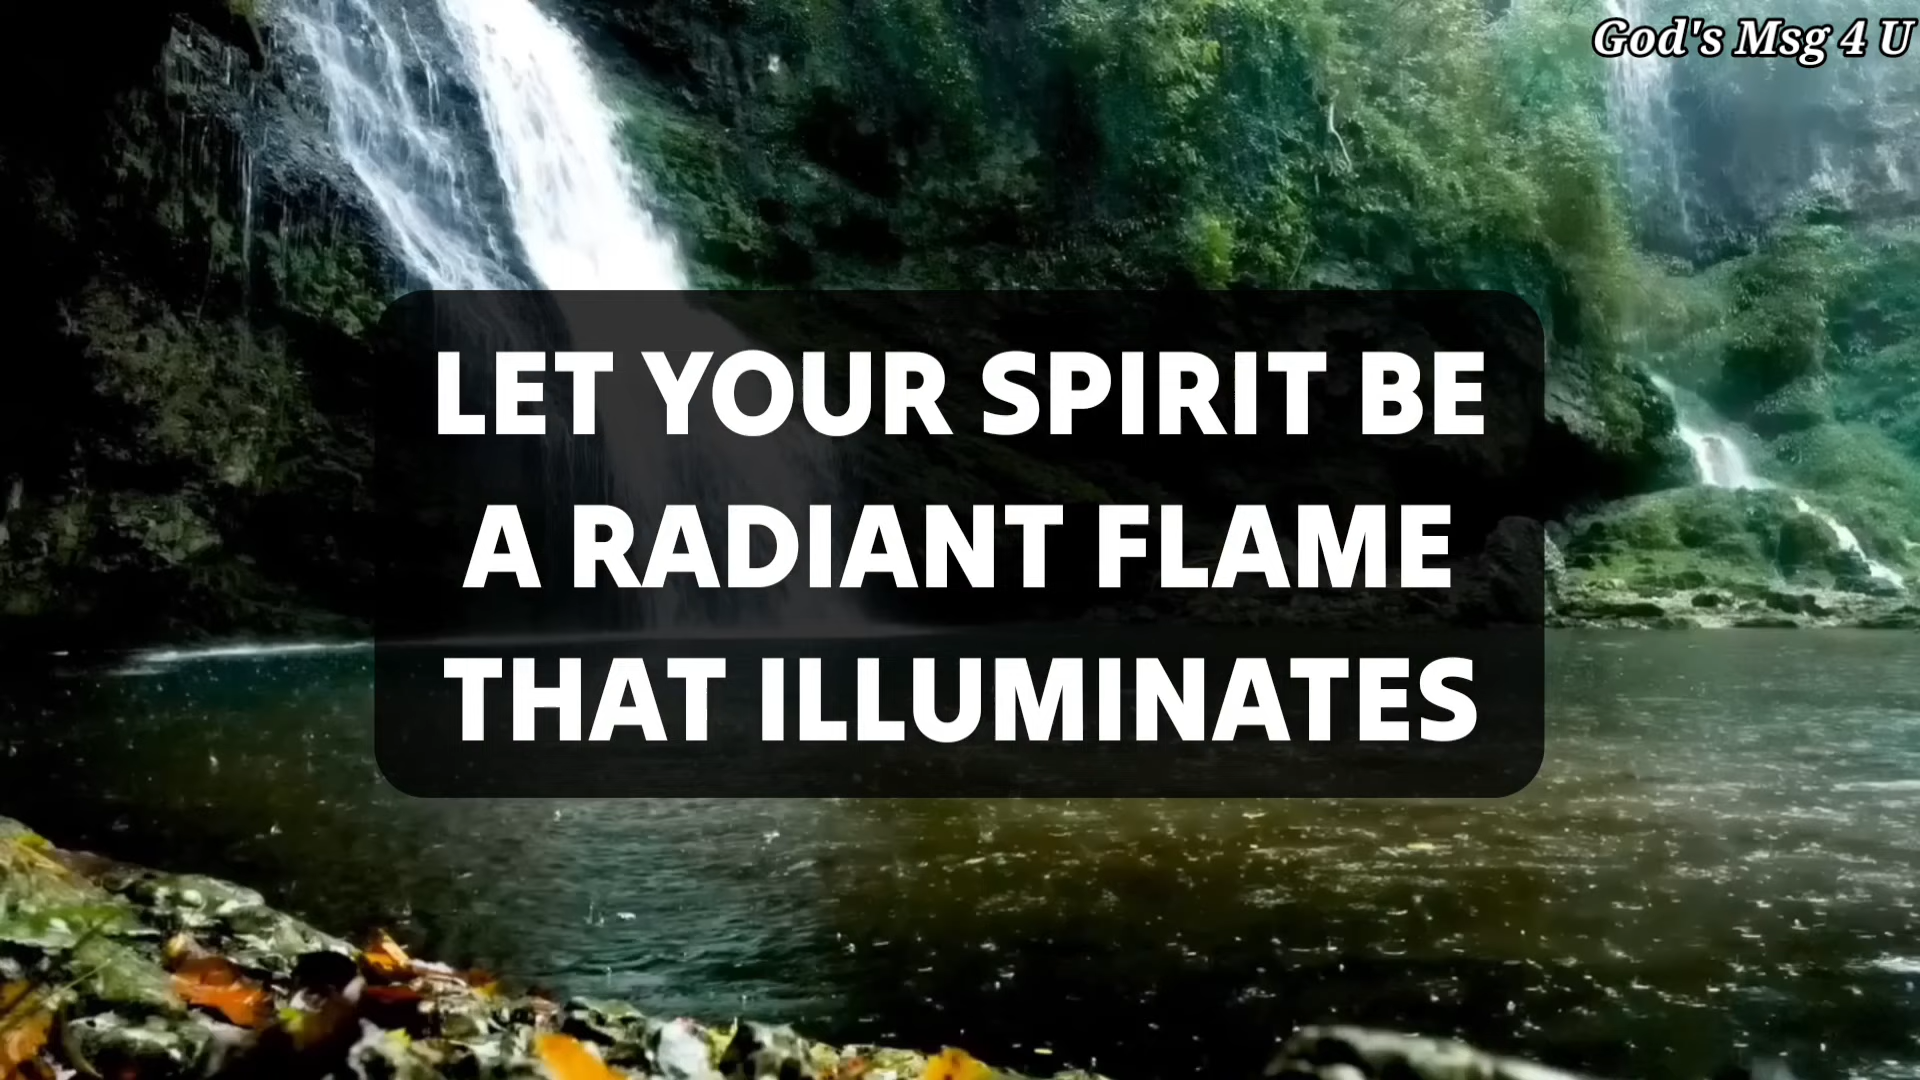 God's Msg 4 U
LET YOUR SPIRIT BE
A RADIANT FLAME
THAT ILLUMINATES